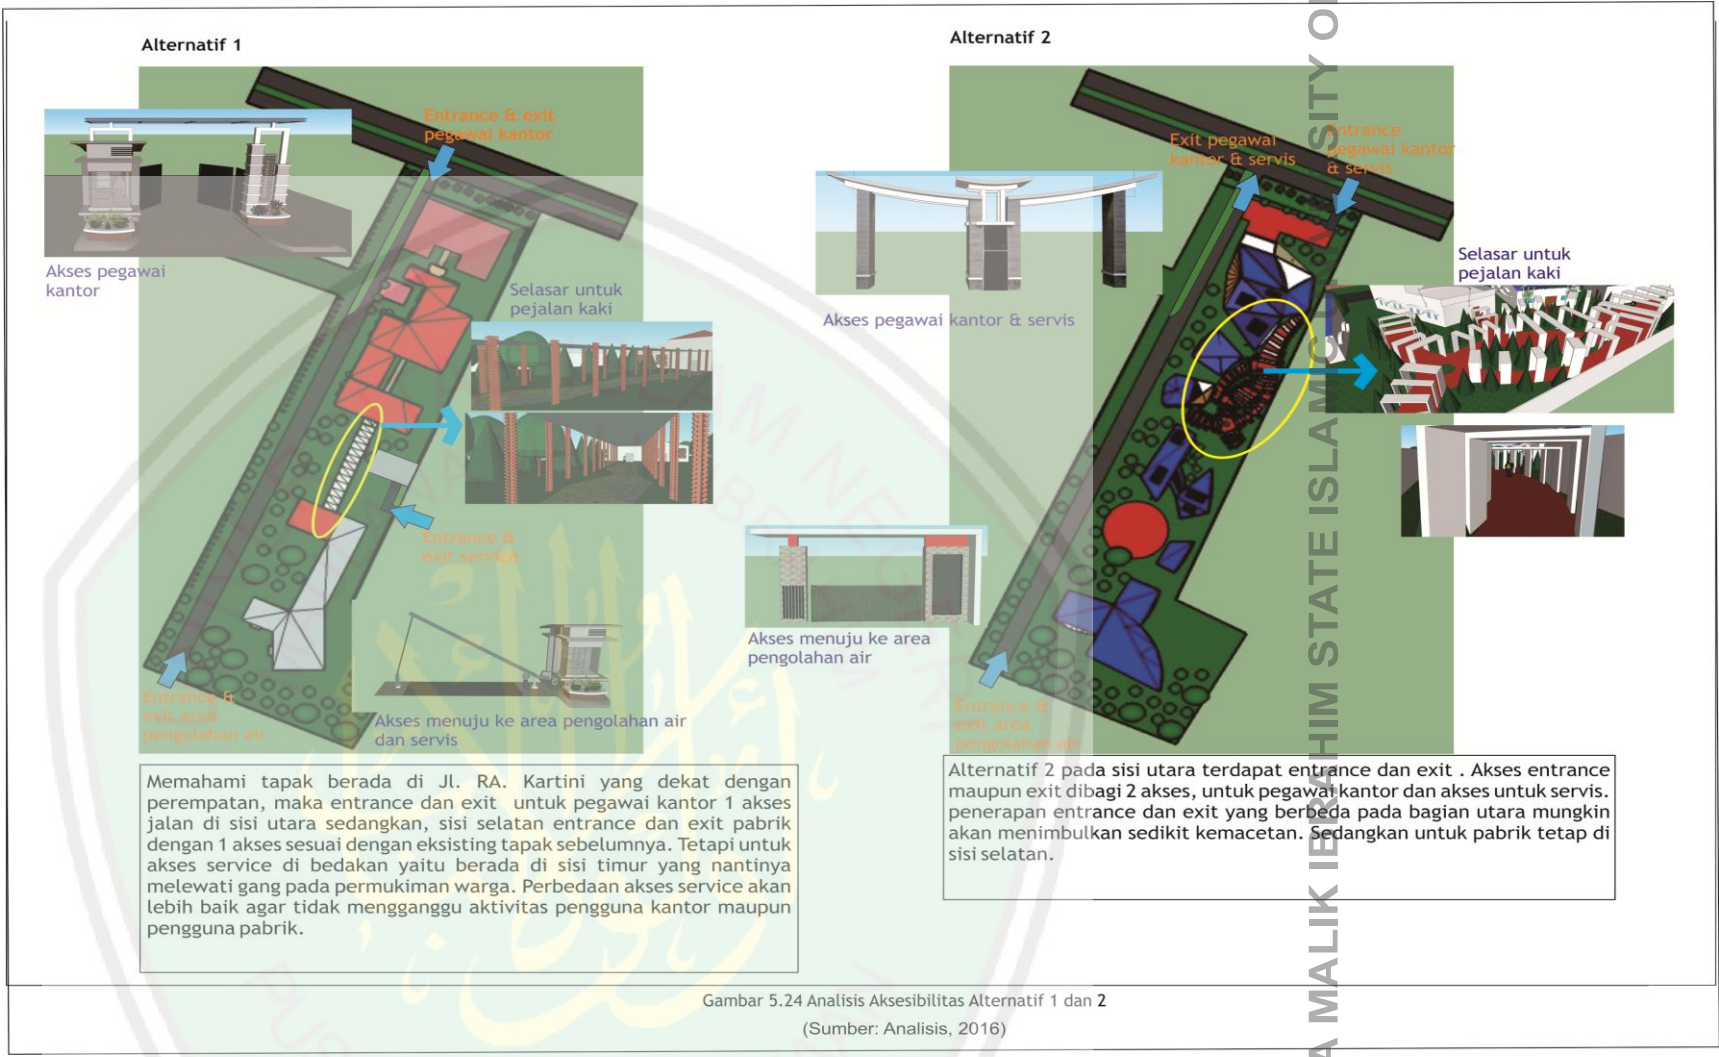 Alternatif 1
Entrance & exit
pegawai kantor
Akses pegawai
kantor
Selasar untuk
pejalan kaki
Entrance &
exit service
Entrance &
exit area
pengolahan air
Akses menuju ke area pengolahan air
dan servis
Memahami tapak berada di Jl. RA. Kartini yang dekat dengan
perempatan, maka entrance dan exit untuk pegawai kantor 1 akses
jalan di sisi utara sedangkan, sisi selatan entrance dan exit pabrik
dengan 1 akses sesuai dengan eksisting tapak sebelumnya. Tetapi untuk
akses service di bedakan yaitu berada di sisi timur yang nantinya
melewati gang pada permukiman warga. Perbedaan akses service akan
lebih baik agar tidak mengganggu aktivitas pengguna kantor maupun
pengguna pabrik.
Alternatif 2
Exit pegawai
kantor & servis
Entrance
pegawai kantor
& servis
Akses pegawai kantor & servis
Selasar untuk
pejalan kaki
Akses menuju ke area
pengolahan air
Entrance &
exit area
pengolahan air
Alternatif 2 pada sisi utara terdapat entrance dan exit . Akses entrance
maupun exit dibagi 2 akses, untuk pegawai kantor dan akses untuk servis.
penerapan entrance dan exit yang berbeda pada bagian utara mungkin
akan menimbulkan sedikit kemacetan. Sedangkan untuk pabrik tetap di
sisi selatan.
Gambar 5.24 Analisis Aksesibilitas Alternatif 1 dan 2
(Sumber: Analisis, 2016)
MALIK IBRAHIM STATE ISLAMIC